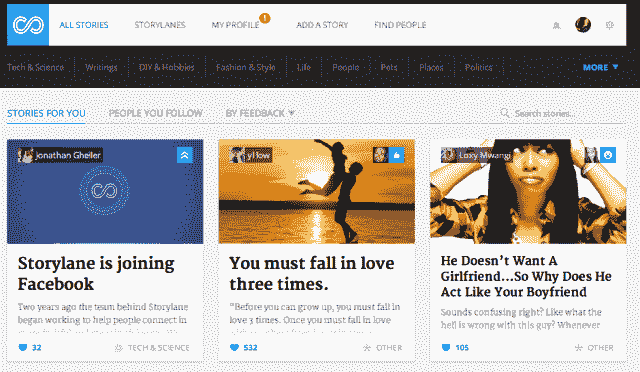 ALL STORIES STORYLANES MY PROFILE 1 ADD A STORY FIND PEOPLE
Tech & Science Writings DIY & Hobbies Fashion & Style Life People Pets Places Politics MORE
STORIES FOR YOU PEOPLE YOU FOLLOW BY FEEDBACK Search stories...
Jonathan Gheller
Storylane is joining
Facebook
Two years ago the team behind Storylane
began working to help people connect in
32 TECH & SCIENCE
You must fall in love
three times.
"Before you can grow up, you must fall in
love 3 times. Once you must fall in love
532 OTHER
Loxy Mwangi
He Doesn't Want A
Girlfriend...So Why Does He
Act Like Your Boyfriend
Sounds confusing right? Like what the
hell is wrong with this guy? Whenever
105 OTHER